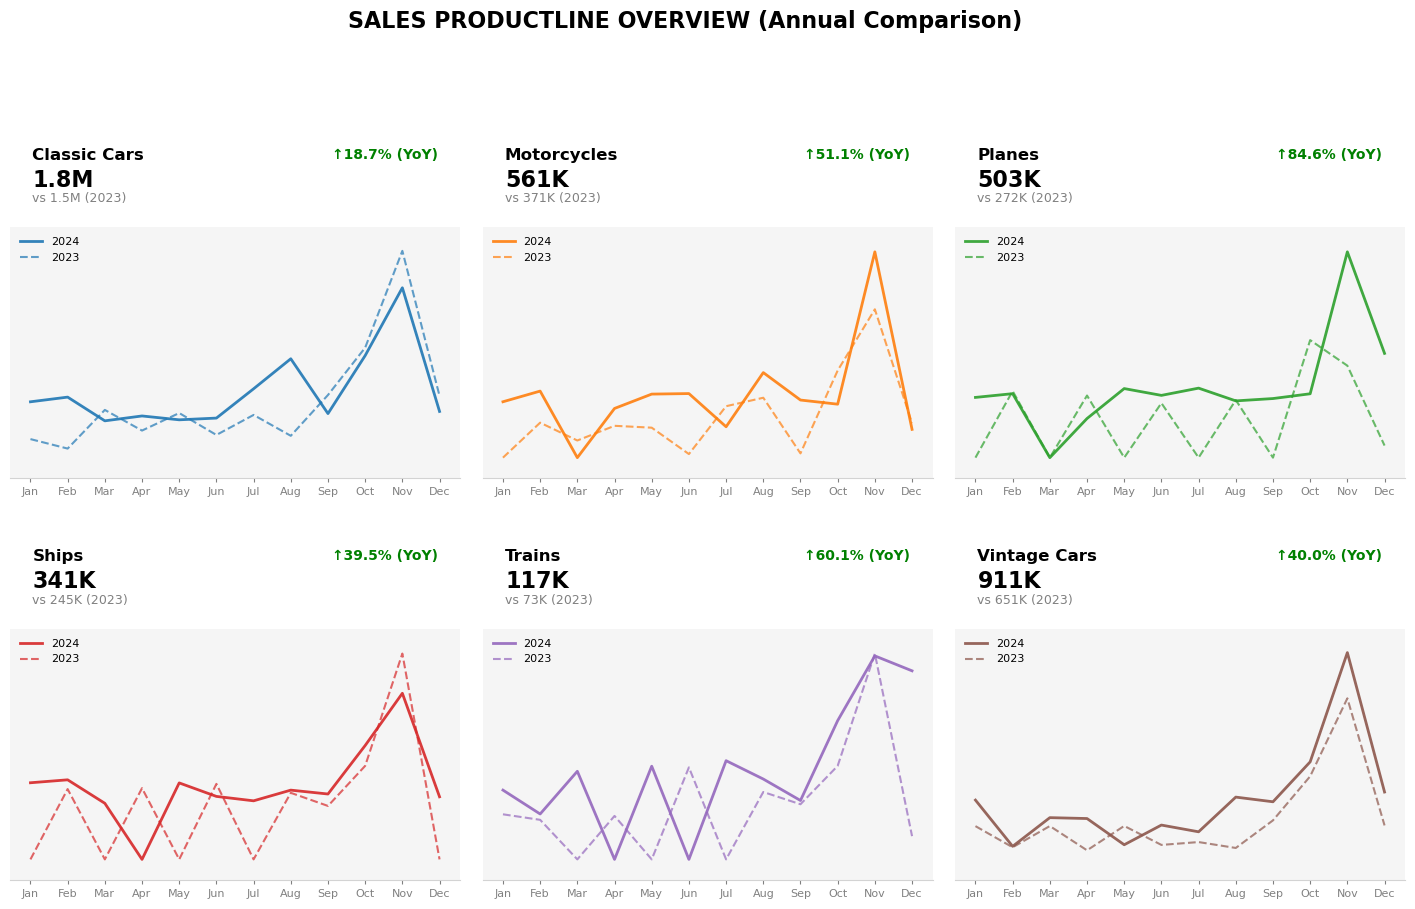 SALES PRODUCTLINE OVERVIEW (Annual Comparison)
Classic Cars
↑18.7% (YoY)
1.8M
vs 1.5M (2023)
2024
2023
Jan Feb Mar Apr May Jun Jul Aug Sep Oct Nov Dec
Motorcycles
↑51.1% (YoY)
561K
vs 371K (2023)
2024
2023
Jan Feb Mar Apr May Jun Jul Aug Sep Oct Nov Dec
Planes
↑84.6% (YoY)
503K
vs 272K (2023)
2024
2023
Jan Feb Mar Apr May Jun Jul Aug Sep Oct Nov Dec
Ships
↑39.5% (YoY)
341K
vs 245K (2023)
2024
2023
Jan Feb Mar Apr May Jun Jul Aug Sep Oct Nov Dec
Trains
↑60.1% (YoY)
117K
vs 73K (2023)
2024
2023
Jan Feb Mar Apr May Jun Jul Aug Sep Oct Nov Dec
Vintage Cars
↑40.0% (YoY)
911K
vs 651K (2023)
2024
2023
Jan Feb Mar Apr May Jun Jul Aug Sep Oct Nov Dec